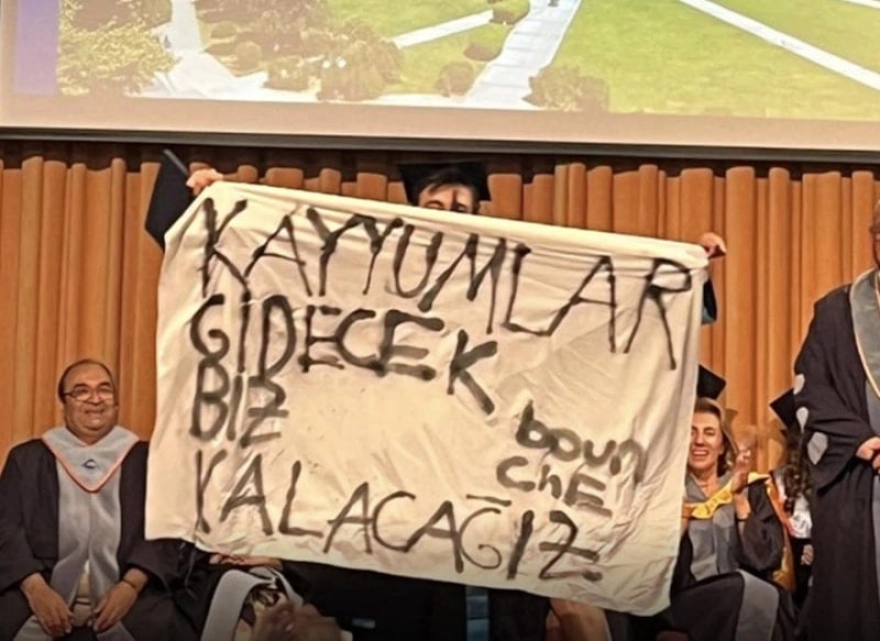 KAYYUMLAR
GİDECEK
BİZ
KALACAĞIZ
boun
ChE